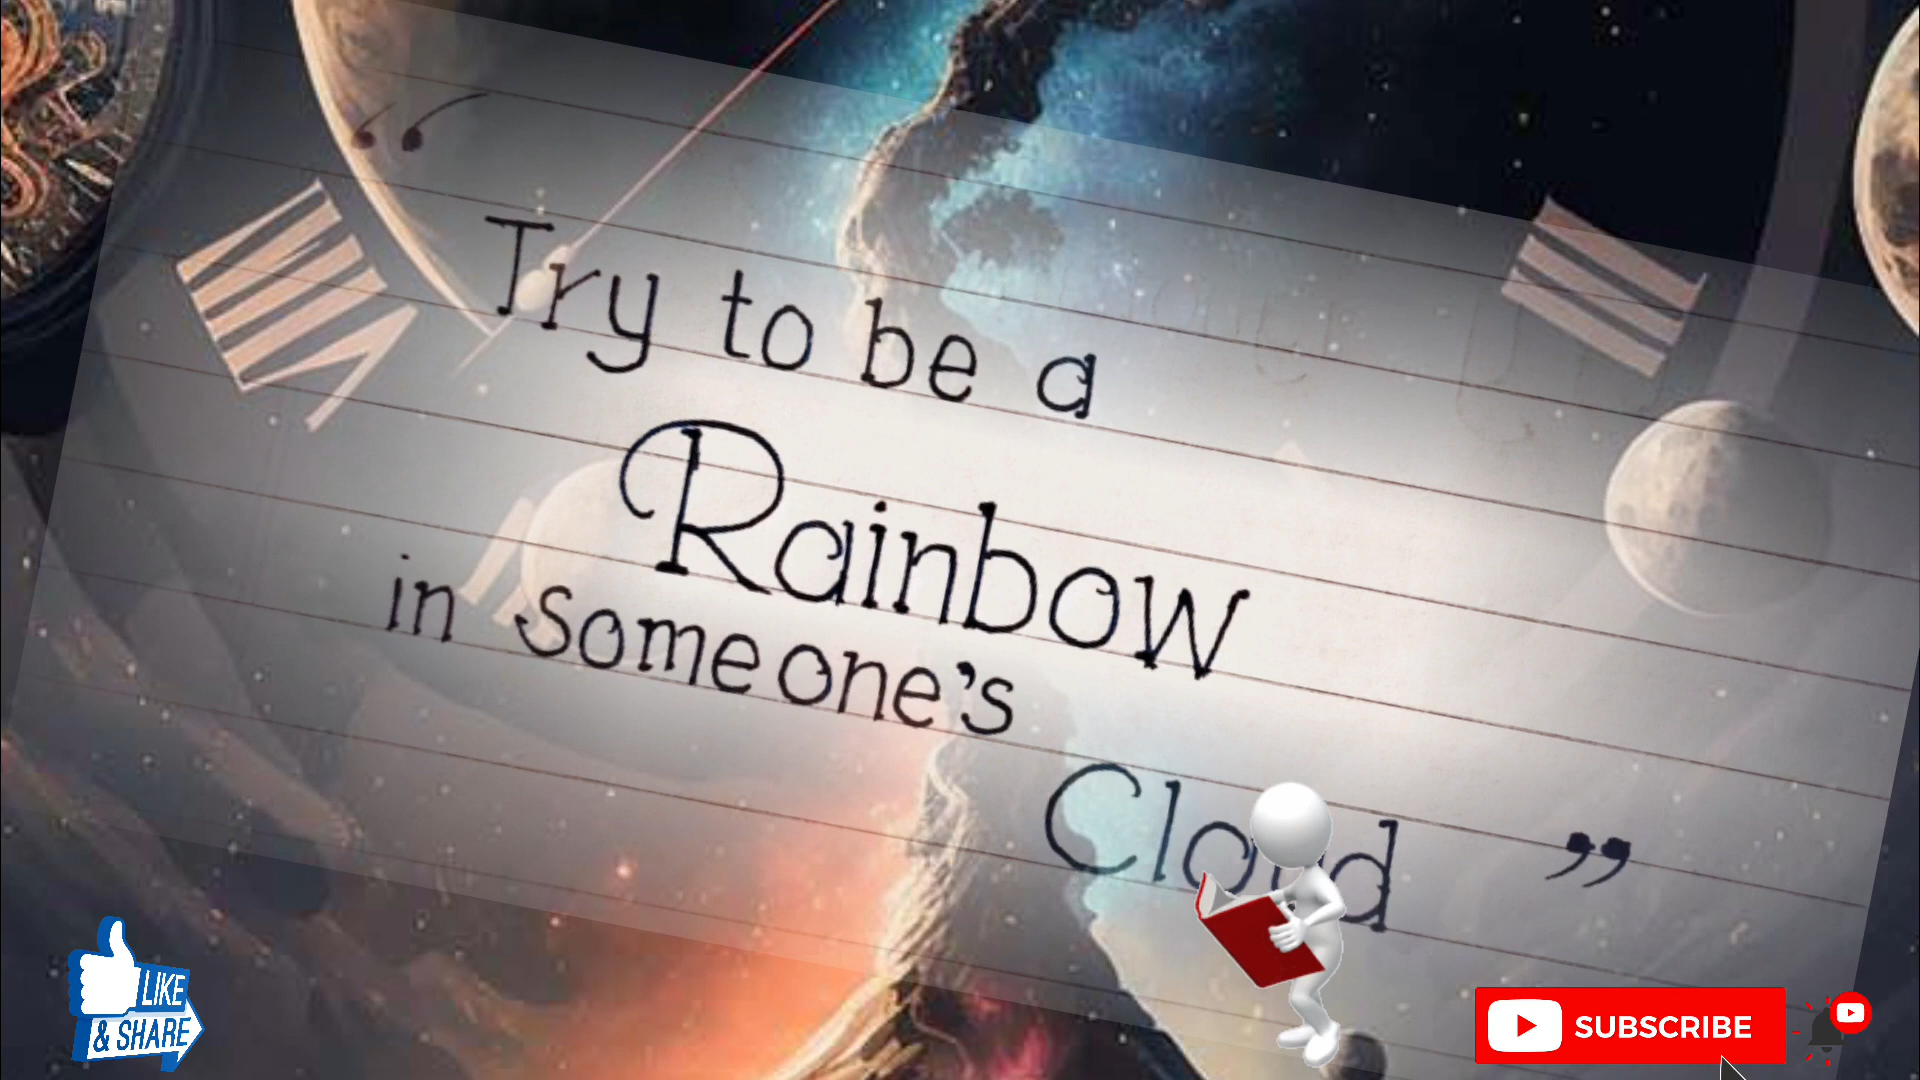 “
Try to be a
Rainbow
in Someone’s
Cloud ”
LIKE
& SHARE
SUBSCRIBE